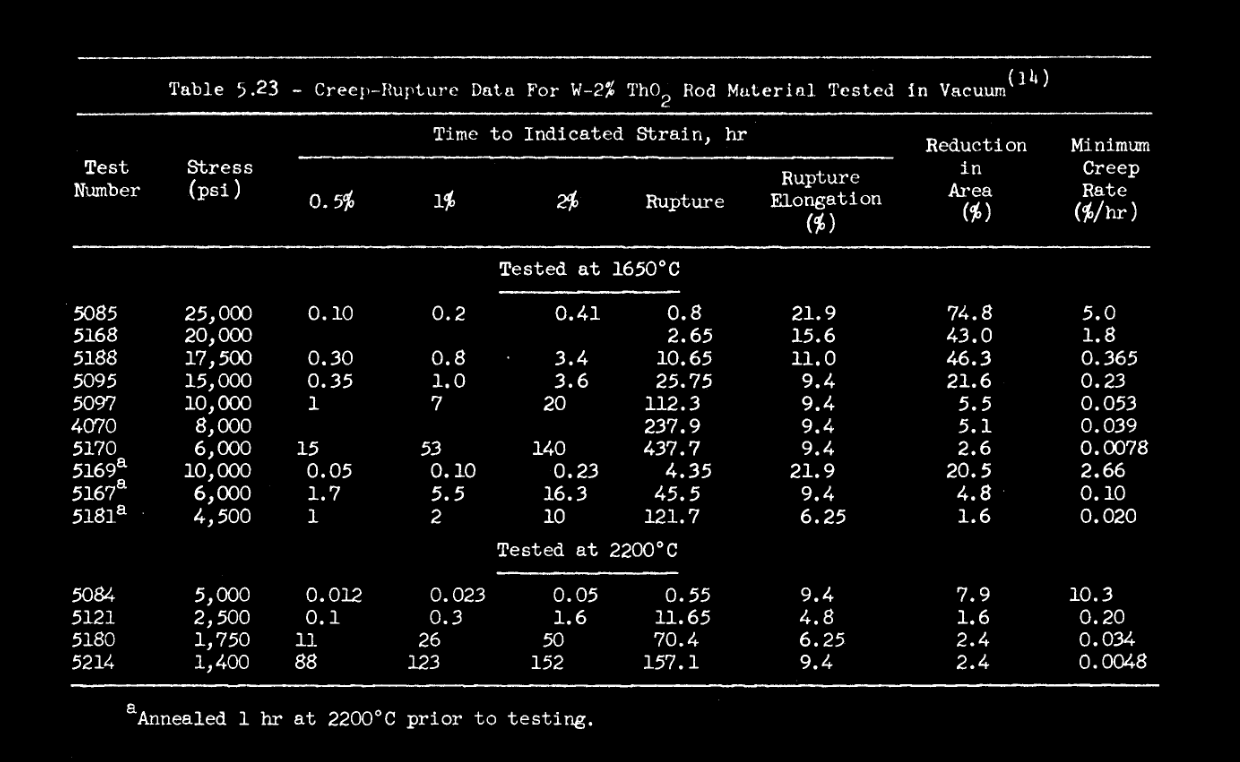 Table 5.23 - Creep-Rupture Data For W-2% ThO2 Rod Material Tested in Vacuum(14)
Time to Indicated Strain, hr
Test Number Stress (psi) 0.5% 1% 2% Rupture Rupture Elongation (%) Reduction in Area (%) Minimum Creep Rate (%/hr)
Tested at 1650°C
5085 25,000 0.10 0.2 0.41 0.8 21.9 74.8 5.0
5168 20,000 2.65 15.6 43.0 1.8
5188 17,500 0.30 0.8 3.4 10.65 11.0 46.3 0.365
5095 15,000 0.35 1.0 3.6 25.75 9.4 21.6 0.23
5097 10,000 1 7 20 112.3 9.4 5.5 0.053
4070 8,000 237.9 9.4 5.1 0.039
5170 6,000 15 53 140 437.7 9.4 2.6 0.0078
5169a 10,000 0.05 0.10 0.23 4.35 21.9 20.5 2.66
5167a 6,000 1.7 5.5 16.3 45.5 9.4 4.8 0.10
5181a 4,500 1 2 10 121.7 6.25 1.6 0.020
Tested at 2200°C
5084 5,000 0.012 0.023 0.05 0.55 9.4 7.9 10.3
5121 2,500 0.1 0.3 1.6 11.65 4.8 1.6 0.20
5180 1,750 11 26 50 70.4 6.25 2.4 0.034
5214 1,400 88 123 152 157.1 9.4 2.4 0.0048
aAnnealed 1 hr at 2200°C prior to testing.